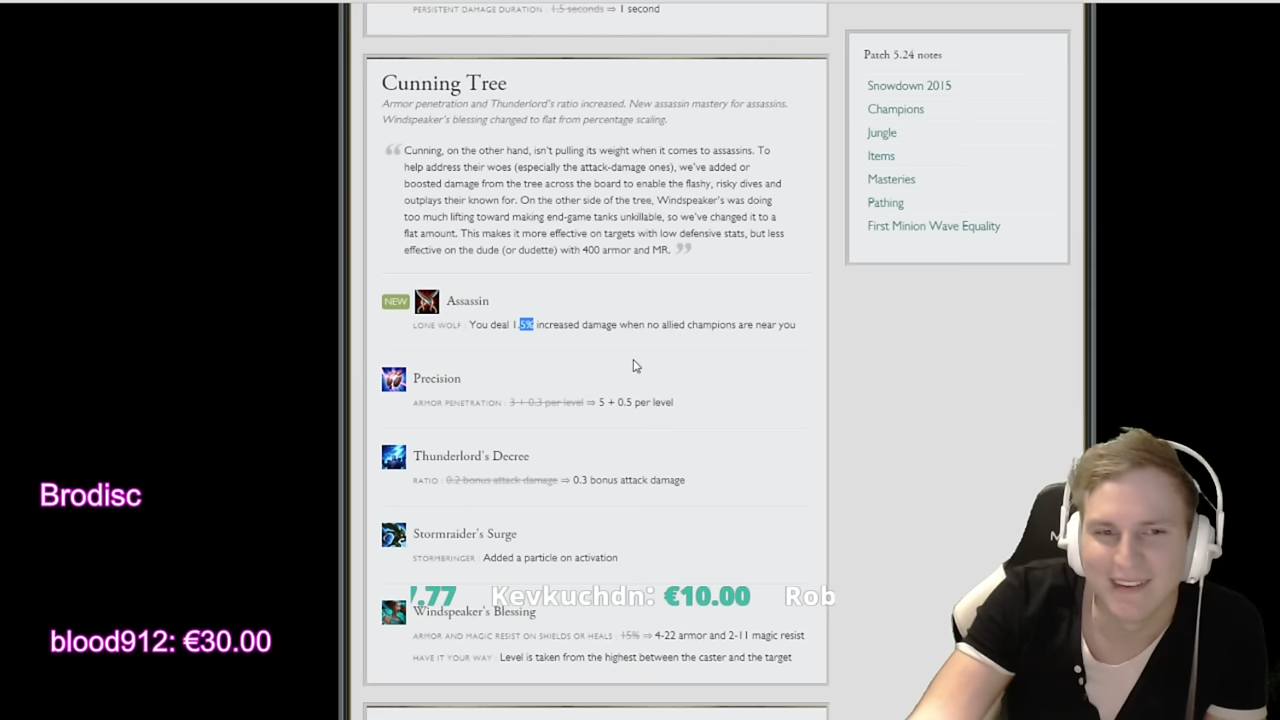 PERSISTENT DAMAGE DURATION : 1.5 seconds ⇒ 1 second
Cunning Tree
Armor penetration and Thunderlord's ratio increased. New assassin mastery for assassins.
Windspeaker's blessing changed to flat from percentage scaling.
“ Cunning, on the other hand, isn't pulling its weight when it comes to assassins. To
help address their woes (especially the attack-damage ones), we've added or
boosted damage from the tree across the board to enable the flashy, risky dives and
outplays their known for. On the other side of the tree, Windspeaker's was doing
too much lifting toward making end-game tanks unkillable, so we've changed it to a
flat amount. This makes it more effective on targets with low defensive stats, but less
effective on the dude (or dudette) with 400 armor and MR. ”
NEW Assassin
LONE WOLF : You deal 1.5% increased damage when no allied champions are near you
Precision
ARMOR PENETRATION : 3 + 0.3 per level ⇒ 5 + 0.5 per level
Thunderlord's Decree
RATIO : 0.2 bonus attack damage ⇒ 0.3 bonus attack damage
Stormraider's Surge
STORMBRINGER : Added a particle on activation
7.77 Kevkuchdn: €10.00 Rob
Windspeaker's Blessing
ARMOR AND MAGIC RESIST ON SHIELDS OR HEALS : 15% ⇒ 4-22 armor and 2-11 magic resist
HAVE IT YOUR WAY : Level is taken from the highest between the caster and the target
Patch 5.24 notes
Snowdown 2015
Champions
Jungle
Items
Masteries
Pathing
First Minion Wave Equality
Brodisc
blood912: €30.00
M